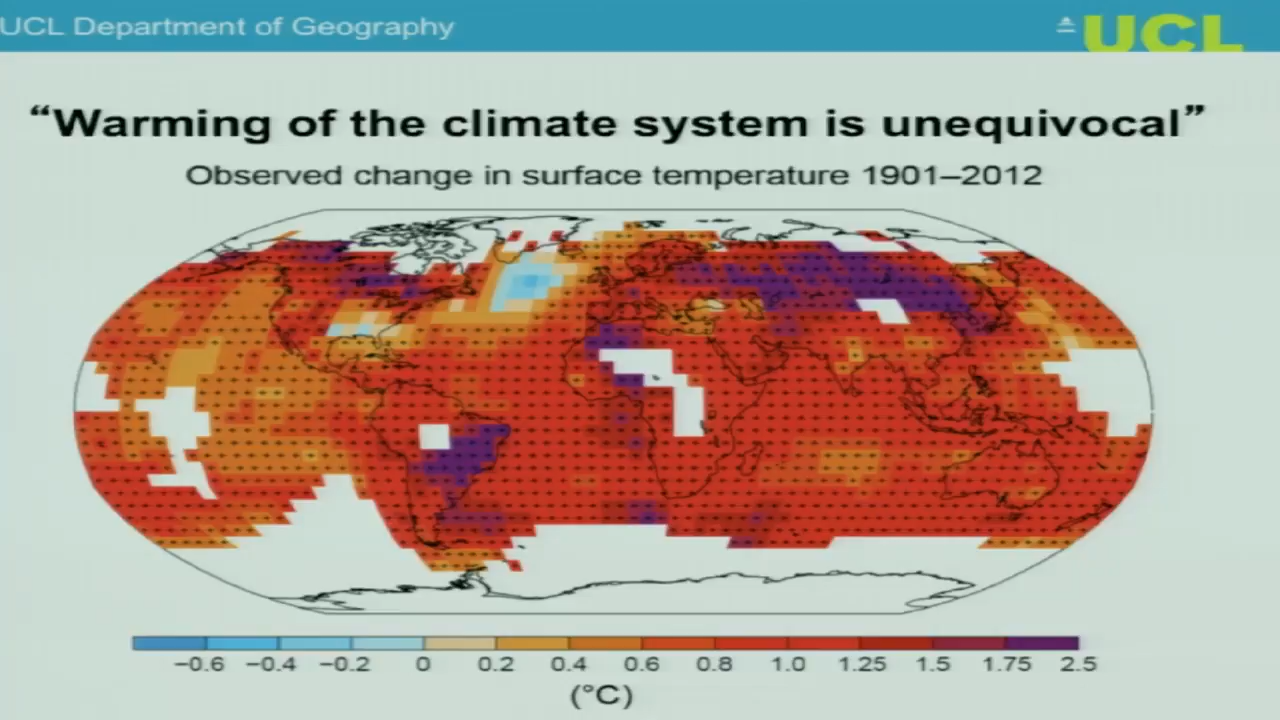 UCL Department of Geography
UCL
“Warming of the climate system is unequivocal”
Observed change in surface temperature 1901–2012
−0.6 −0.4 −0.2 0 0.2 0.4 0.6 0.8 1.0 1.25 1.5 1.75 2.5
(°C)